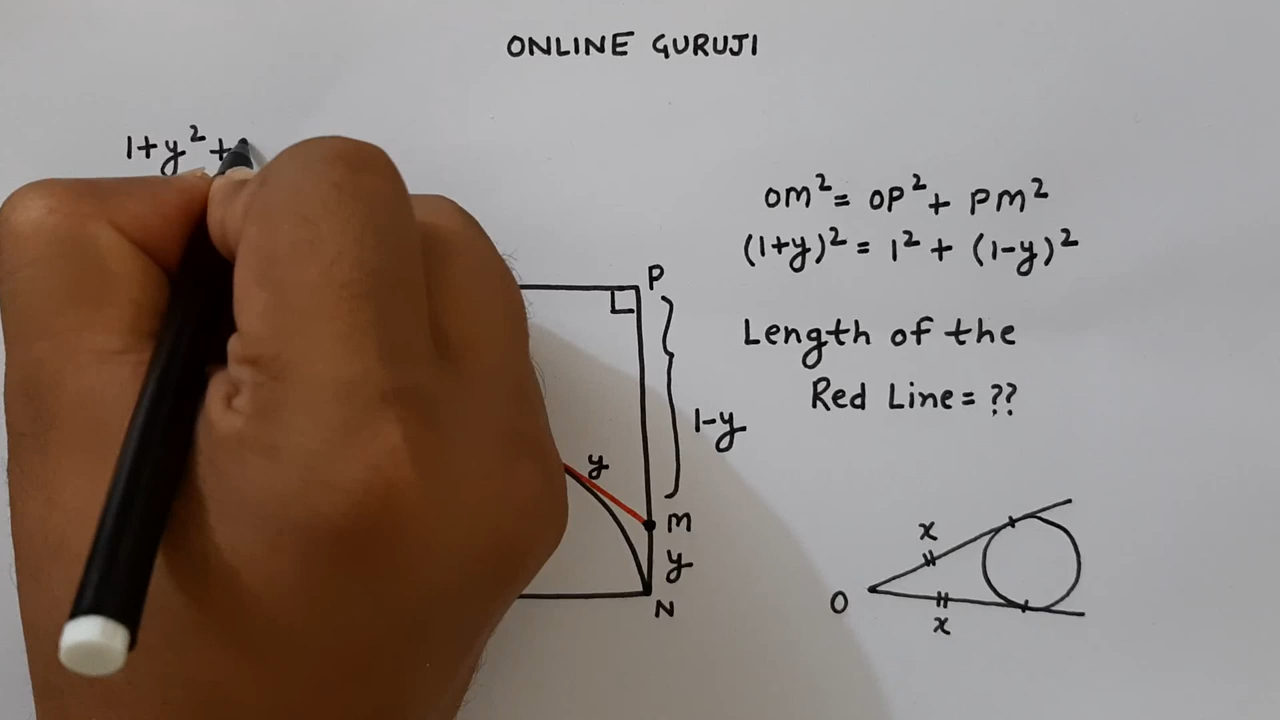 ONLINE GURUJI
1+y²+
OM²= OP²+ PM²
(1+y)²= 1²+ (1-y)²
Length of the
Red Line= ??
P
1-y
y
M
y
N
x
O
x